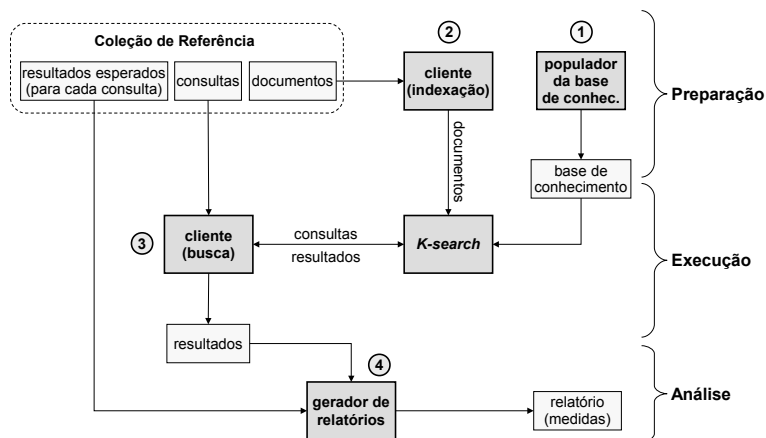 Coleção de Referência
resultados esperados
(para cada consulta)
consultas
documentos
2
cliente
(indexação)
1
populador
da base
de conhec.
Preparação
documentos
base de
conhecimento
3
cliente
(busca)
consultas
resultados
K-search
Execução
resultados
4
gerador de
relatórios
relatório
(medidas)
Análise